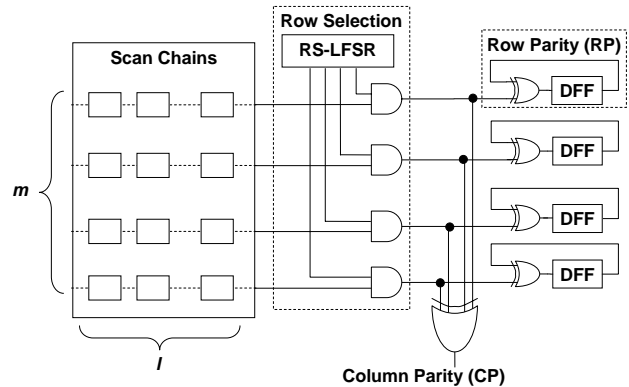 Row Selection
RS-LFSR
Scan Chains
Row Parity (RP)
DFF
DFF
DFF
DFF
m
l
Column Parity (CP)